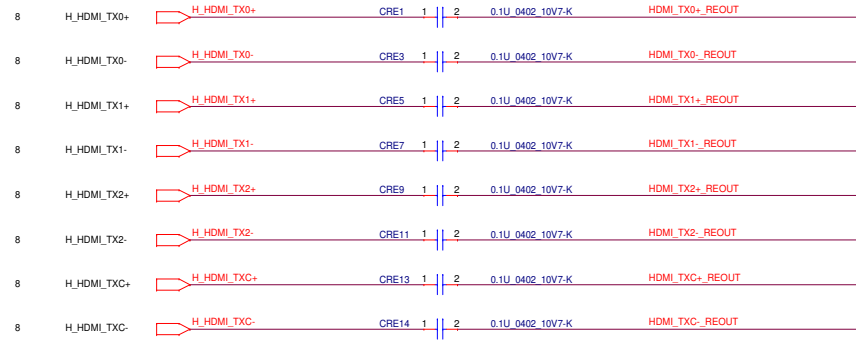 8 H_HDMI_TX0+ H_HDMI_TX0+ CRE1 1 2 0.1U_0402_10V7-K HDMI_TX0+_REOUT
8 H_HDMI_TX0- H_HDMI_TX0- CRE3 1 2 0.1U_0402_10V7-K HDMI_TX0-_REOUT
8 H_HDMI_TX1+ H_HDMI_TX1+ CRE5 1 2 0.1U_0402_10V7-K HDMI_TX1+_REOUT
8 H_HDMI_TX1- H_HDMI_TX1- CRE7 1 2 0.1U_0402_10V7-K HDMI_TX1-_REOUT
8 H_HDMI_TX2+ H_HDMI_TX2+ CRE9 1 2 0.1U_0402_10V7-K HDMI_TX2+_REOUT
8 H_HDMI_TX2- H_HDMI_TX2- CRE11 1 2 0.1U_0402_10V7-K HDMI_TX2-_REOUT
8 H_HDMI_TXC+ H_HDMI_TXC+ CRE13 1 2 0.1U_0402_10V7-K HDMI_TXC+_REOUT
8 H_HDMI_TXC- H_HDMI_TXC- CRE14 1 2 0.1U_0402_10V7-K HDMI_TXC-_REOUT